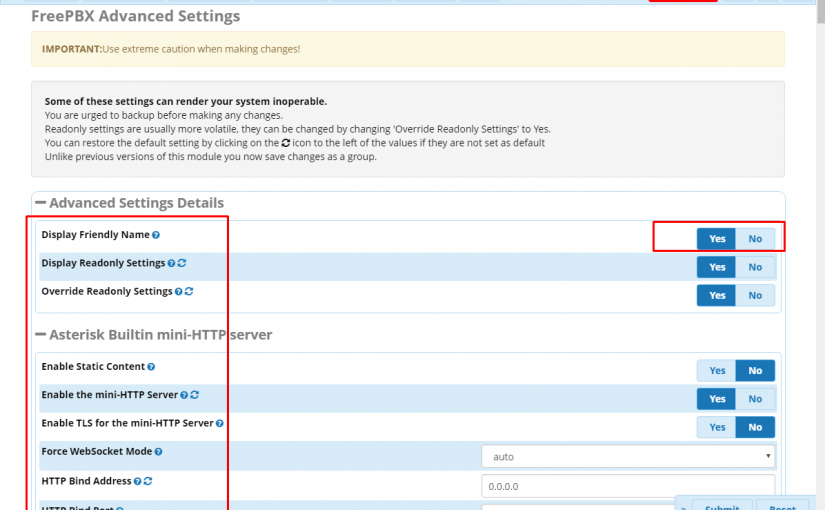 FreePBX Advanced Settings
IMPORTANT:Use extreme caution when making changes!
Some of these settings can render your system inoperable.
You are urged to backup before making any changes.
Readonly settings are usually more volatile, they can be changed by changing 'Override Readonly Settings' to Yes.
You can restore the default setting by clicking on the icon to the left of the values if they are not set as default
Unlike previous versions of this module you now save changes as a group.
Advanced Settings Details
Display Friendly Name Yes No
Display Readonly Settings Yes No
Override Readonly Settings Yes No
Asterisk Builtin mini-HTTP server
Enable Static Content Yes No
Enable the mini-HTTP Server Yes No
Enable TLS for the mini-HTTP Server Yes No
Force WebSocket Mode auto
HTTP Bind Address 0.0.0.0
HTTP Bind Port
» Submit Reset